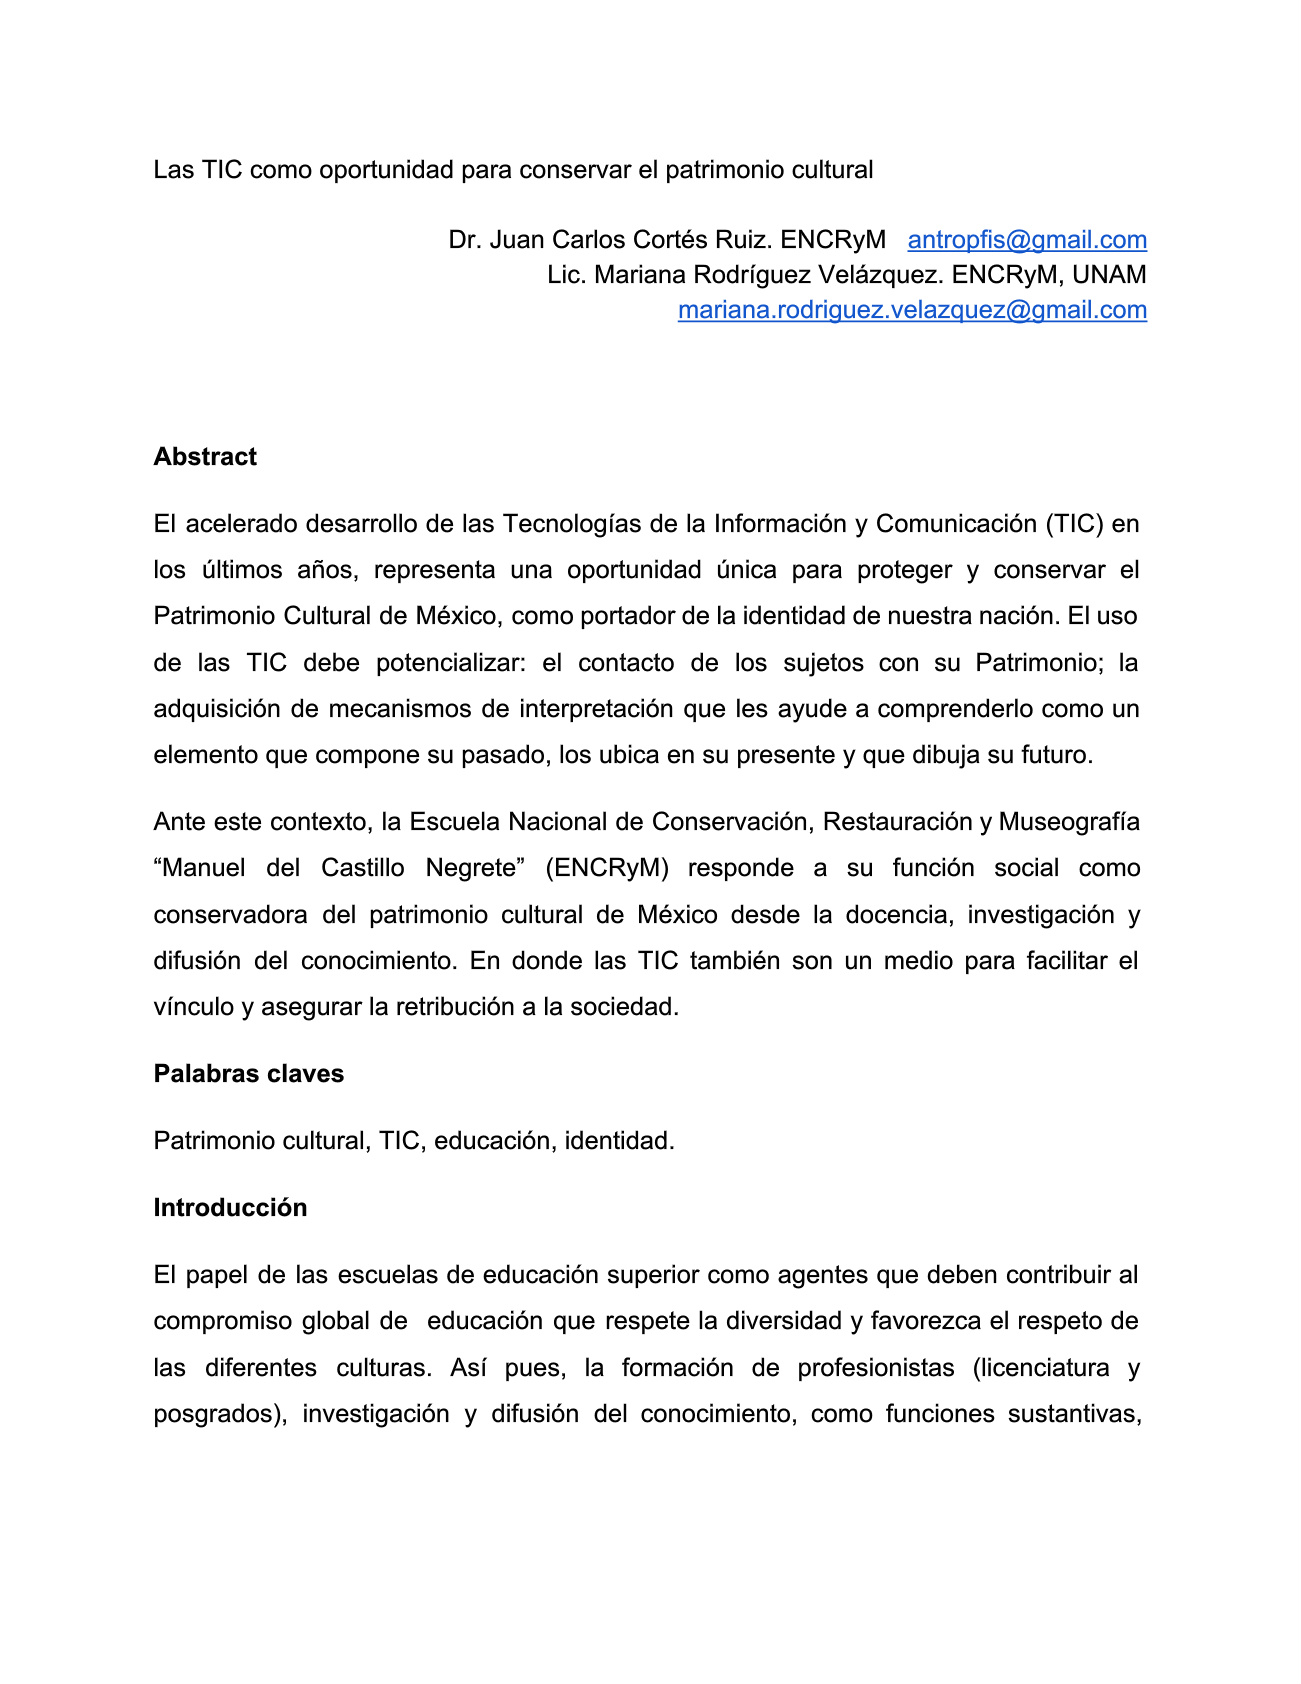 Las TIC como oportunidad para conservar el patrimonio cultural
Dr. Juan Carlos Cortés Ruiz. ENCRyM antropfis@gmail.com
Lic. Mariana Rodríguez Velázquez. ENCRyM, UNAM
mariana.rodriguez.velazquez@gmail.com
Abstract
El acelerado desarrollo de las Tecnologías de la Información y Comunicación (TIC) en
los últimos años, representa una oportunidad única para proteger y conservar el
Patrimonio Cultural de México, como portador de la identidad de nuestra nación. El uso
de las TIC debe potencializar: el contacto de los sujetos con su Patrimonio; la
adquisición de mecanismos de interpretación que les ayude a comprenderlo como un
elemento que compone su pasado, los ubica en su presente y que dibuja su futuro.
Ante este contexto, la Escuela Nacional de Conservación, Restauración y Museografía
“Manuel del Castillo Negrete” (ENCRyM) responde a su función social como
conservadora del patrimonio cultural de México desde la docencia, investigación y
difusión del conocimiento. En donde las TIC también son un medio para facilitar el
vínculo y asegurar la retribución a la sociedad.
Palabras claves
Patrimonio cultural, TIC, educación, identidad.
Introducción
El papel de las escuelas de educación superior como agentes que deben contribuir al
compromiso global de educación que respete la diversidad y favorezca el respeto de
las diferentes culturas. Así pues, la formación de profesionistas (licenciatura y
posgrados), investigación y difusión del conocimiento, como funciones sustantivas,